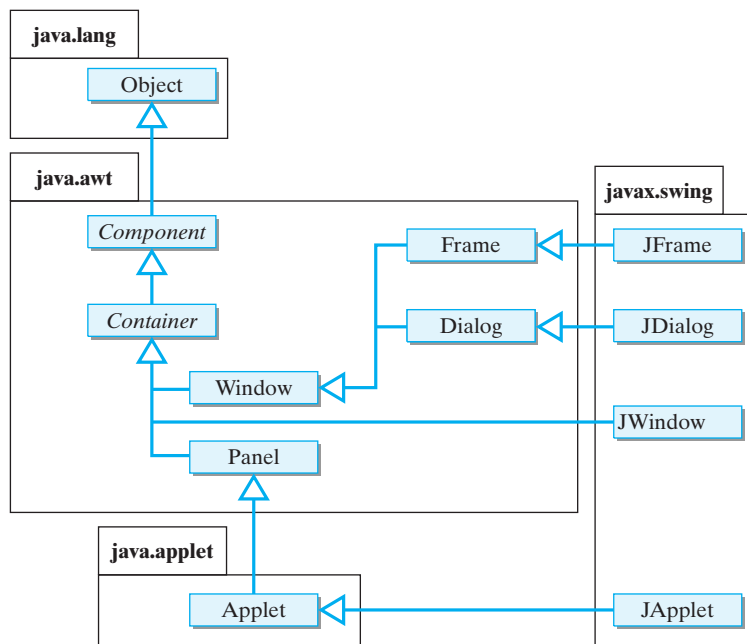 java.lang
Object
java.awt
javax.swing
Component
Frame
JFrame
Container
Dialog
JDialog
Window
JWindow
Panel
java.applet
Applet
JApplet